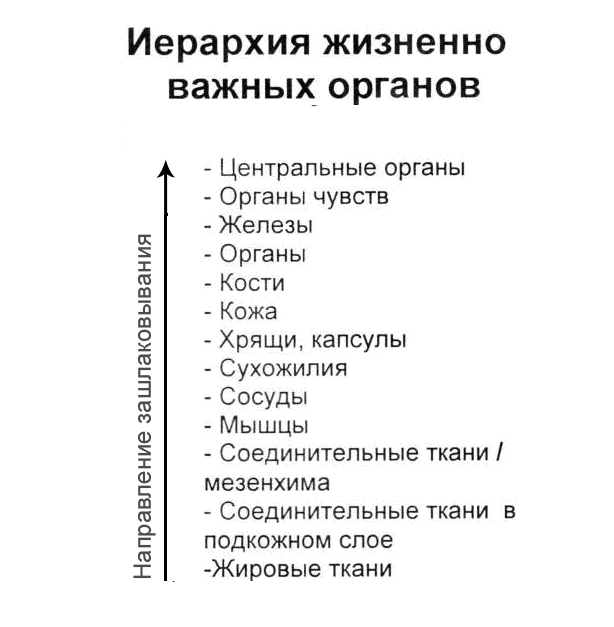 Иерархия жизненно
важных органов
- Центральные органы
- Органы чувств
- Железы
- Органы
- Кости
- Кожа
- Хрящи, капсулы
- Сухожилия
- Сосуды
- Мышцы
- Соединительные ткани /
мезенхима
- Соединительные ткани в
подкожном слое
-Жировые ткани
Направление зашлаковывания